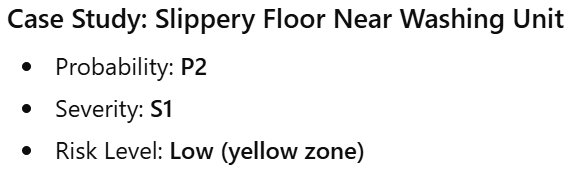 Case Study: Slippery Floor Near Washing Unit
• Probability: P2
• Severity: S1
• Risk Level: Low (yellow zone)